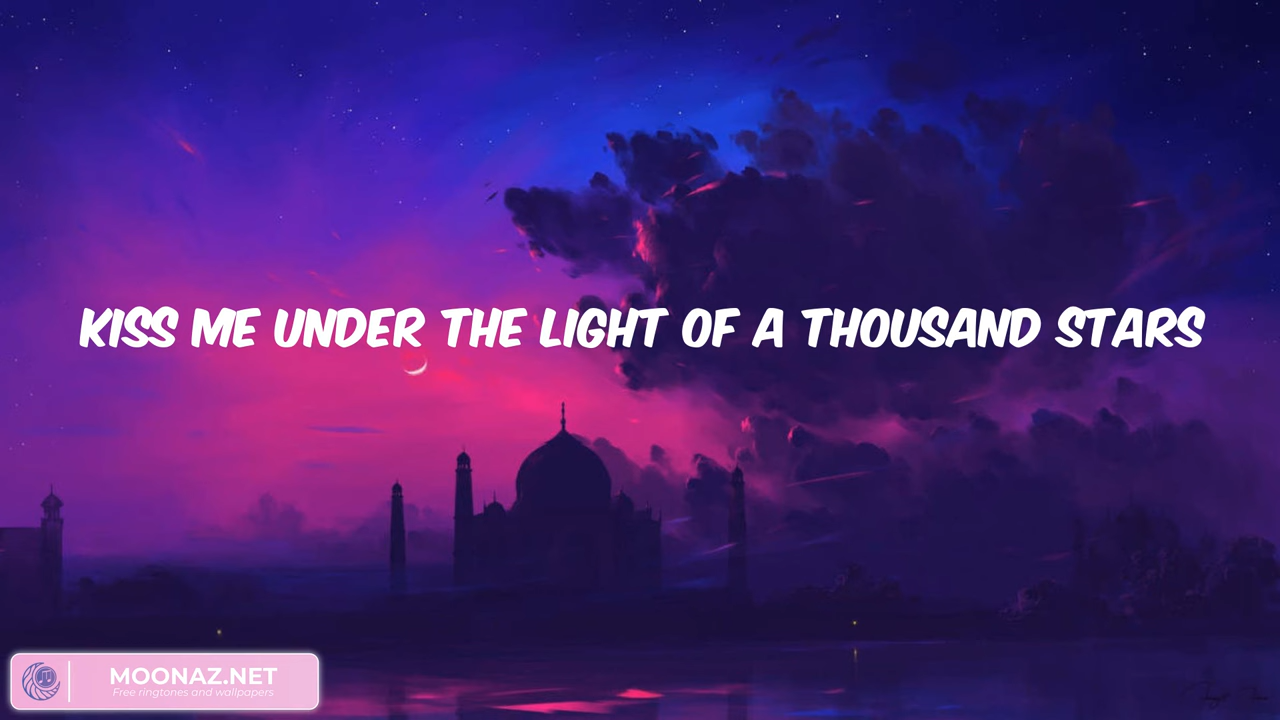 KISS ME UNDER THE LIGHT OF A THOUSAND STARS
MOONAZ.NET
Free ringtones and wallpapers